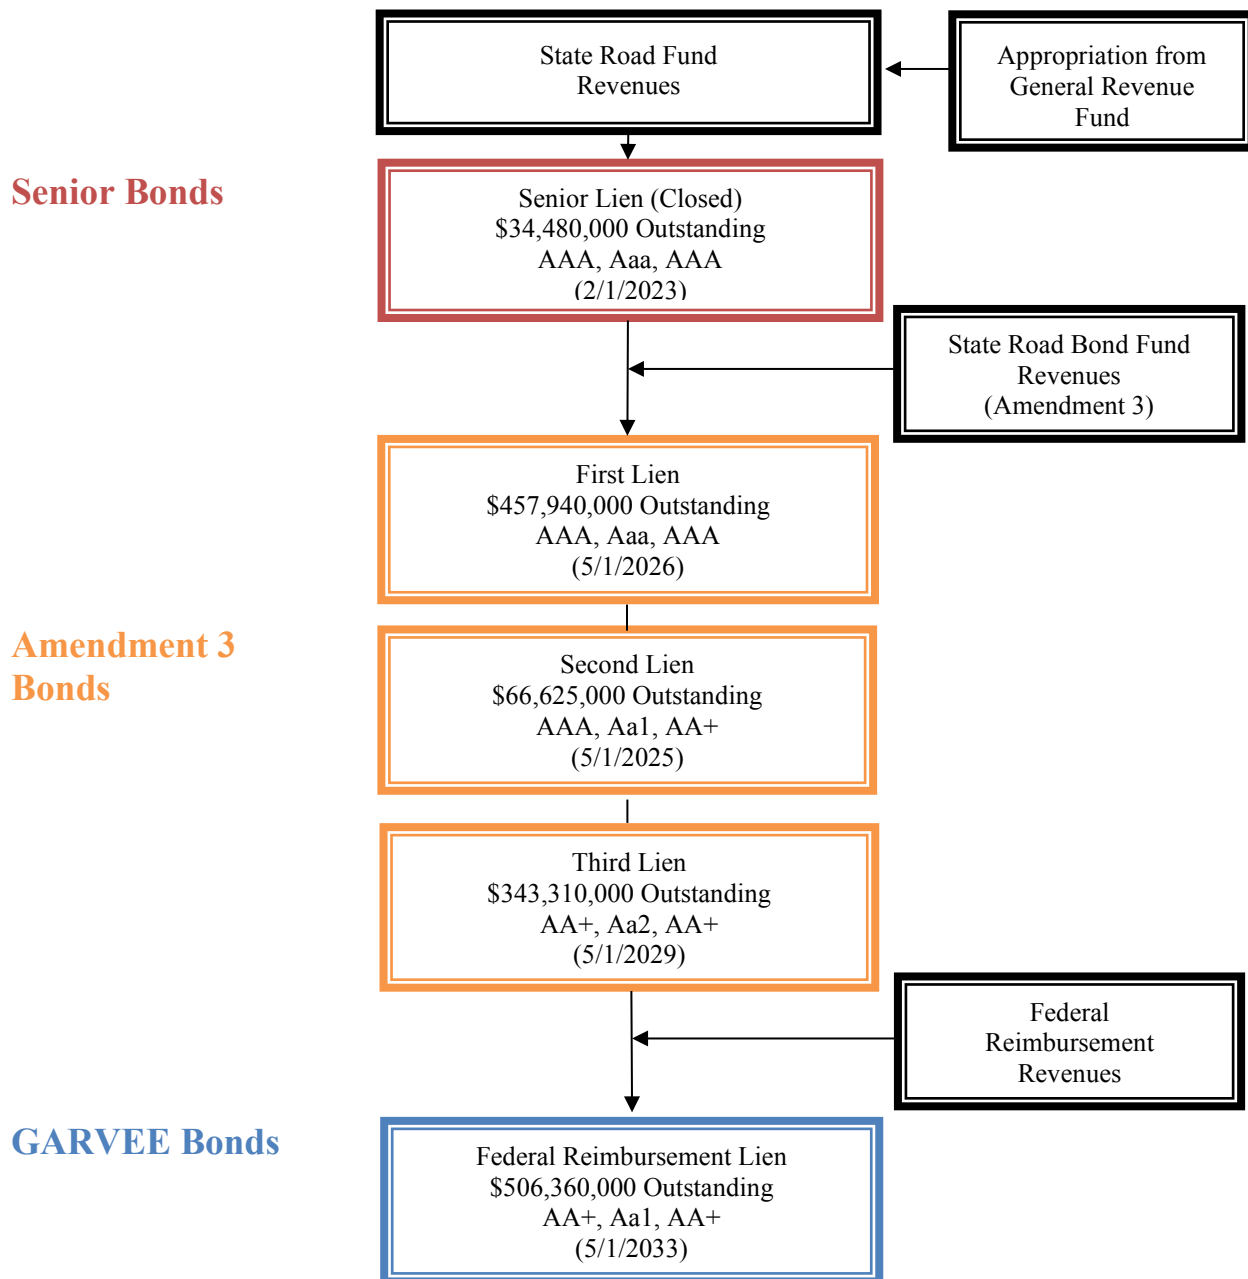 State Road Fund
Revenues
Appropriation from
General Revenue
Fund
Senior Bonds
Senior Lien (Closed)
$34,480,000 Outstanding
AAA, Aaa, AAA
(2/1/2023)
State Road Bond Fund
Revenues
(Amendment 3)
First Lien
$457,940,000 Outstanding
AAA, Aaa, AAA
(5/1/2026)
Amendment 3
Bonds
Second Lien
$66,625,000 Outstanding
AAA, Aa1, AA+
(5/1/2025)
Third Lien
$343,310,000 Outstanding
AA+, Aa2, AA+
(5/1/2029)
Federal
Reimbursement
Revenues
GARVEE Bonds
Federal Reimbursement Lien
$506,360,000 Outstanding
AA+, Aa1, AA+
(5/1/2033)